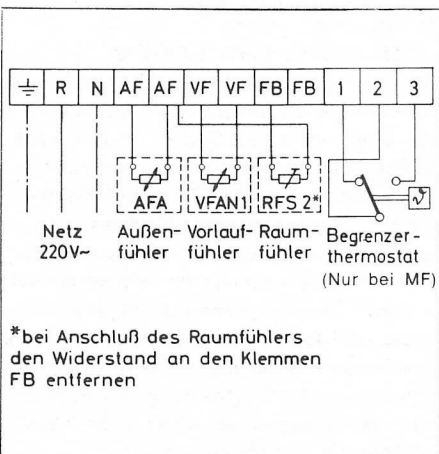 ⏚ R N AF AF VF VF FB FB 1 2 3
AFA VFAN1 RFS 2* ϑ
Netz
220V~
Außen-
fühler
Vorlauf-
fühler
Raum-
fühler
Begrenzer-
thermostat
(Nur bei MF)
*bei Anschluß des Raumfühlers
den Widerstand an den Klemmen
FB entfernen